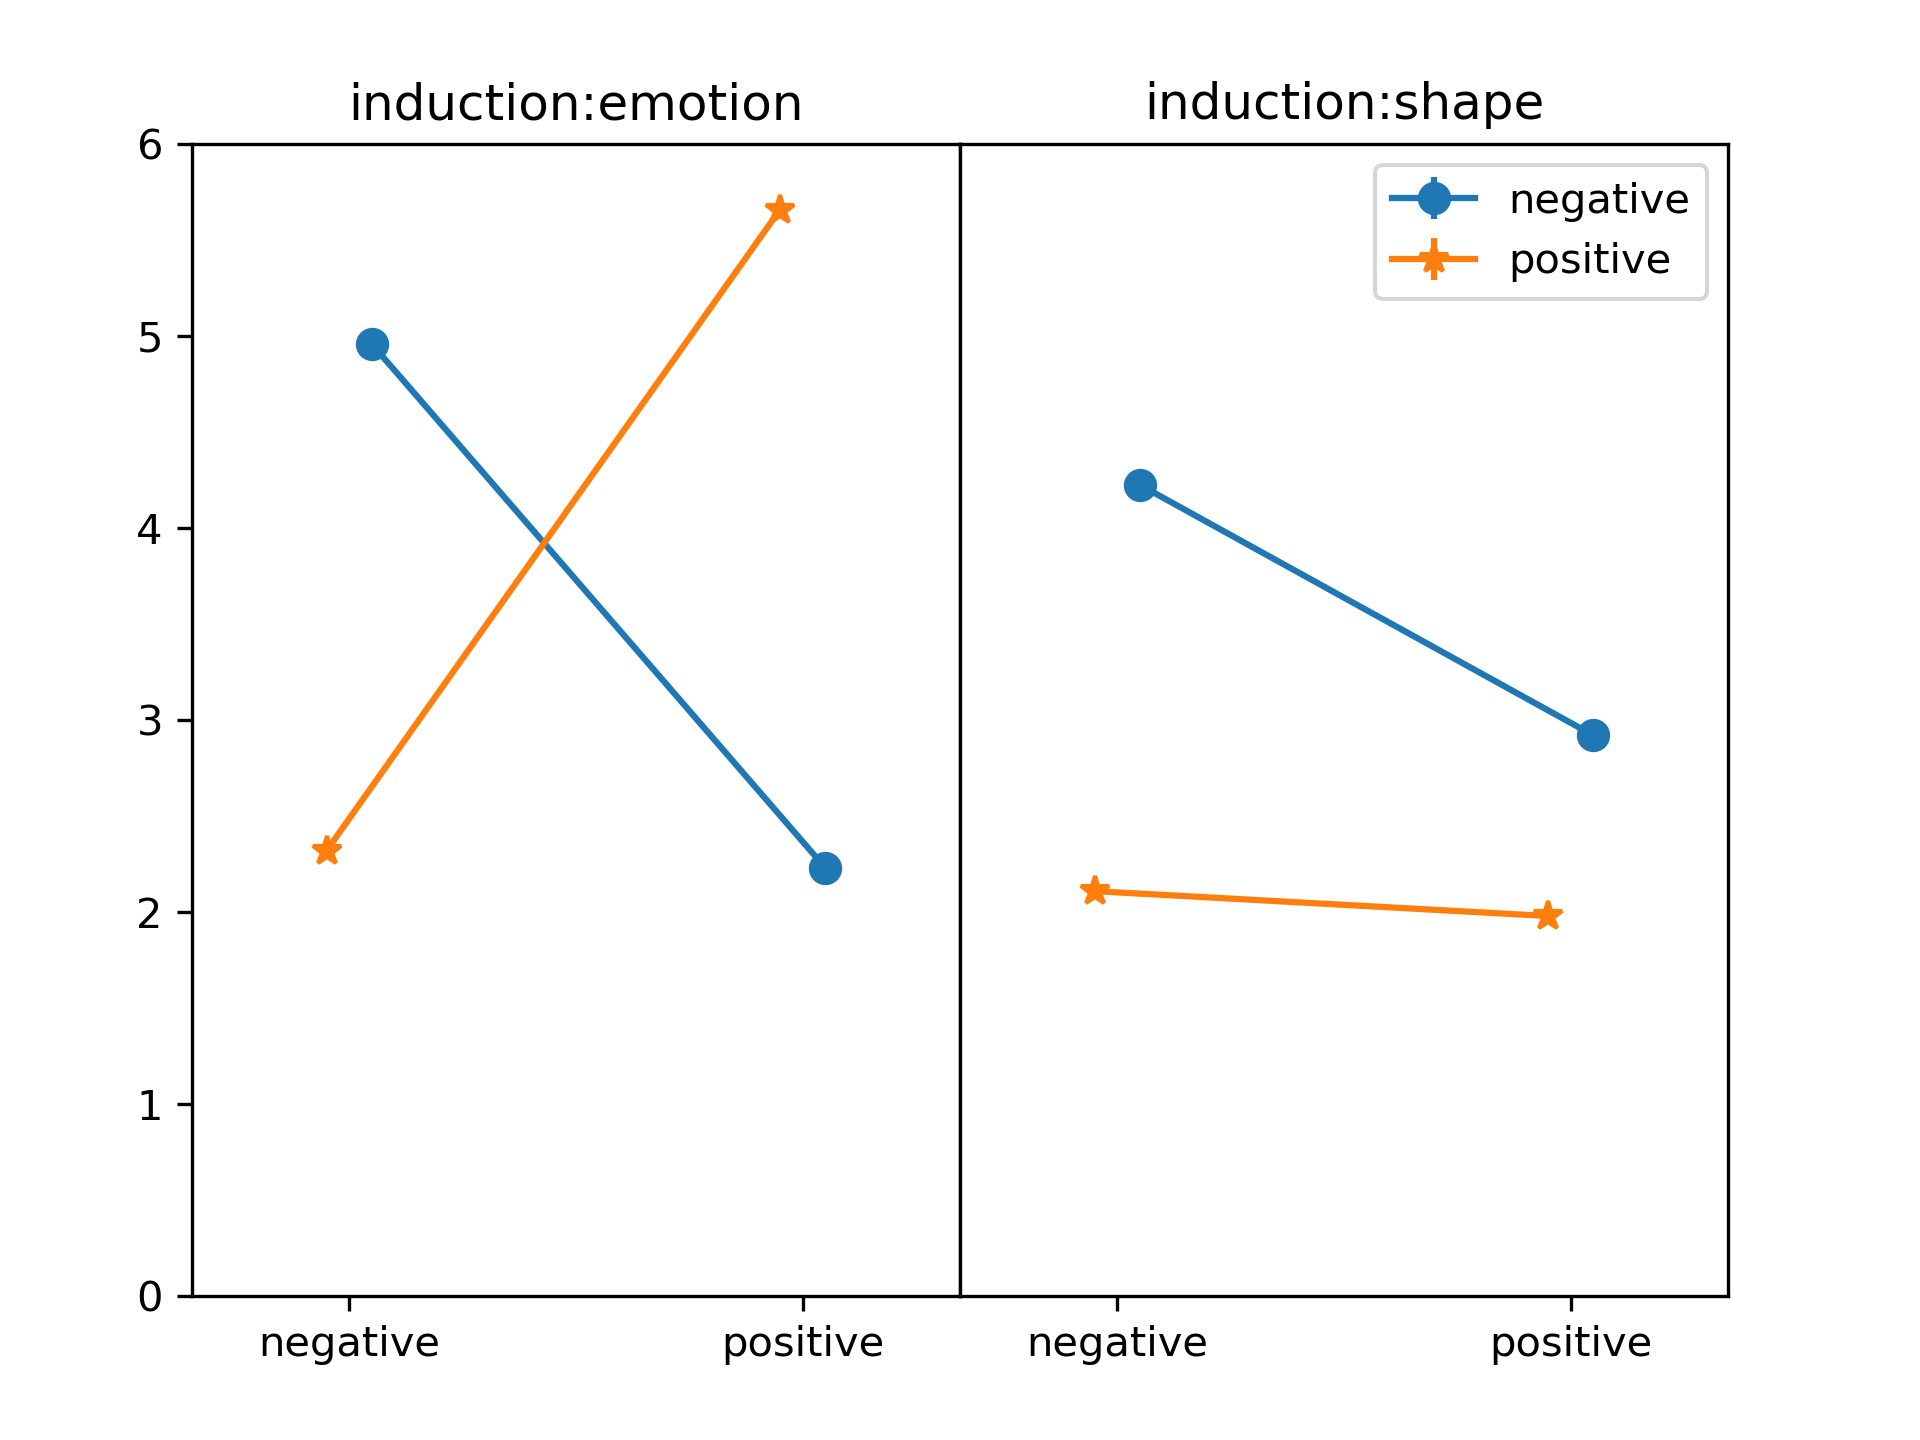 induction:emotion
induction:shape
6
5
4
3
2
1
0
negative
positive
negative
positive
negative
positive